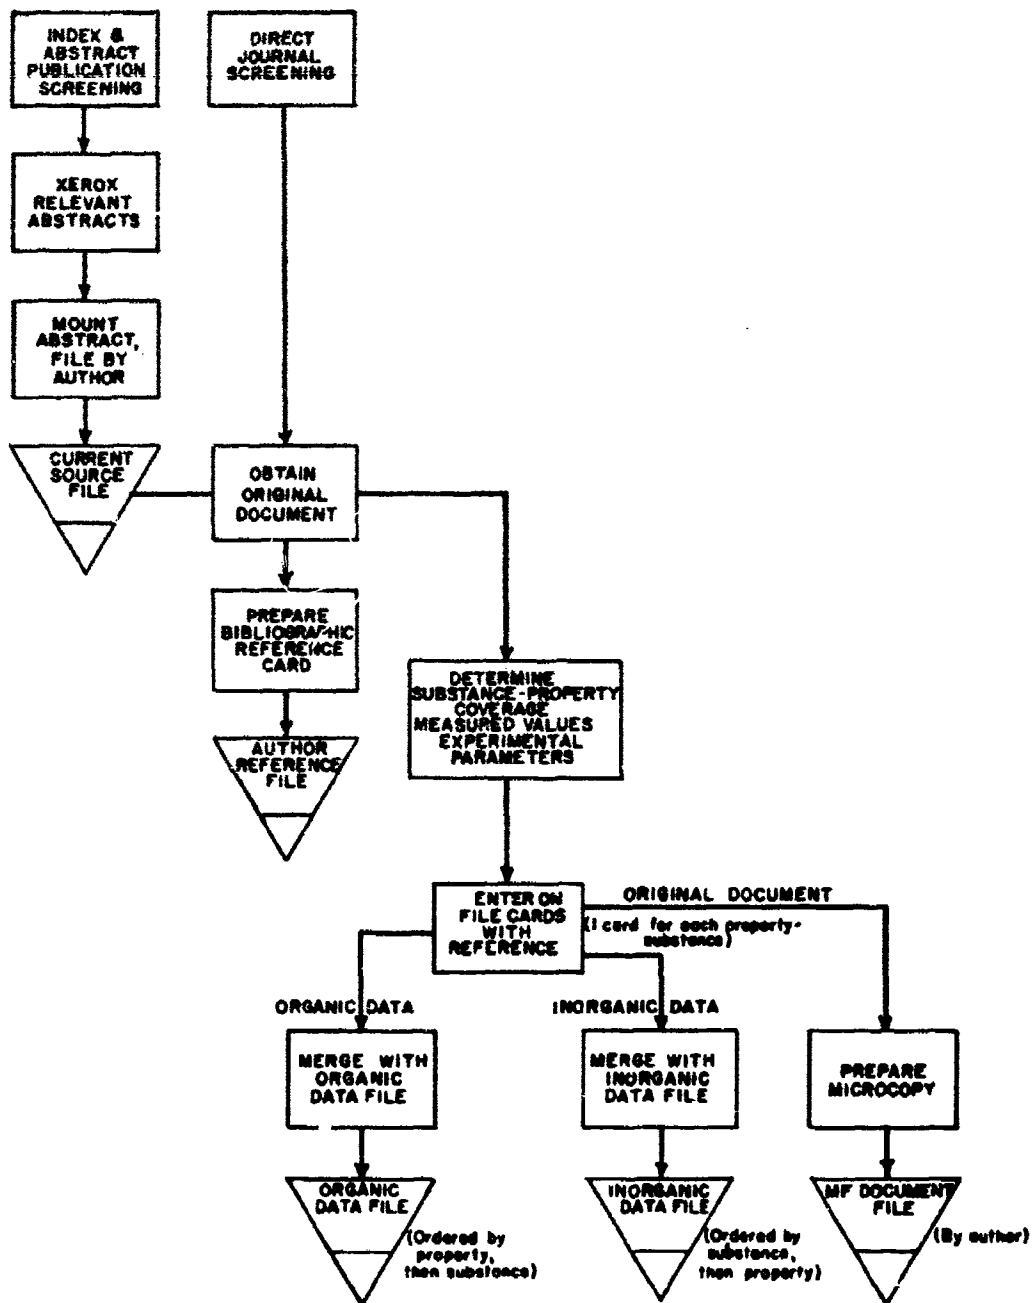 INDEX &
ABSTRACT
PUBLICATION
SCREENING
DIRECT
JOURNAL
SCREENING
XEROX
RELEVANT
ABSTRACTS
MOUNT
ABSTRACT,
FILE BY
AUTHOR
CURRENT
SOURCE
FILE
OBTAIN
ORIGINAL
DOCUMENT
PREPARE
BIBLIOGRAPHIC
REFERENCE
CARD
AUTHOR
REFERENCE
FILE
DETERMINE
SUBSTANCE-PROPERTY
COVERAGE
MEASURED VALUES
EXPERIMENTAL
PARAMETERS
ENTER ON
FILE CARDS
WITH
REFERENCE
ORIGINAL DOCUMENT
(1 card for each property-
substance)
ORGANIC DATA
INORGANIC DATA
MERGE WITH
ORGANIC
DATA FILE
MERGE WITH
INORGANIC
DATA FILE
PREPARE
MICROCOPY
ORGANIC
DATA FILE
(Ordered by
property,
then substance)
INORGANIC
DATA FILE
(Ordered by
substance,
then property)
MF DOCUMENT
FILE
(By author)